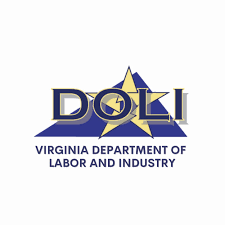 DOLI
VIRGINIA DEPARTMENT OF
LABOR AND INDUSTRY